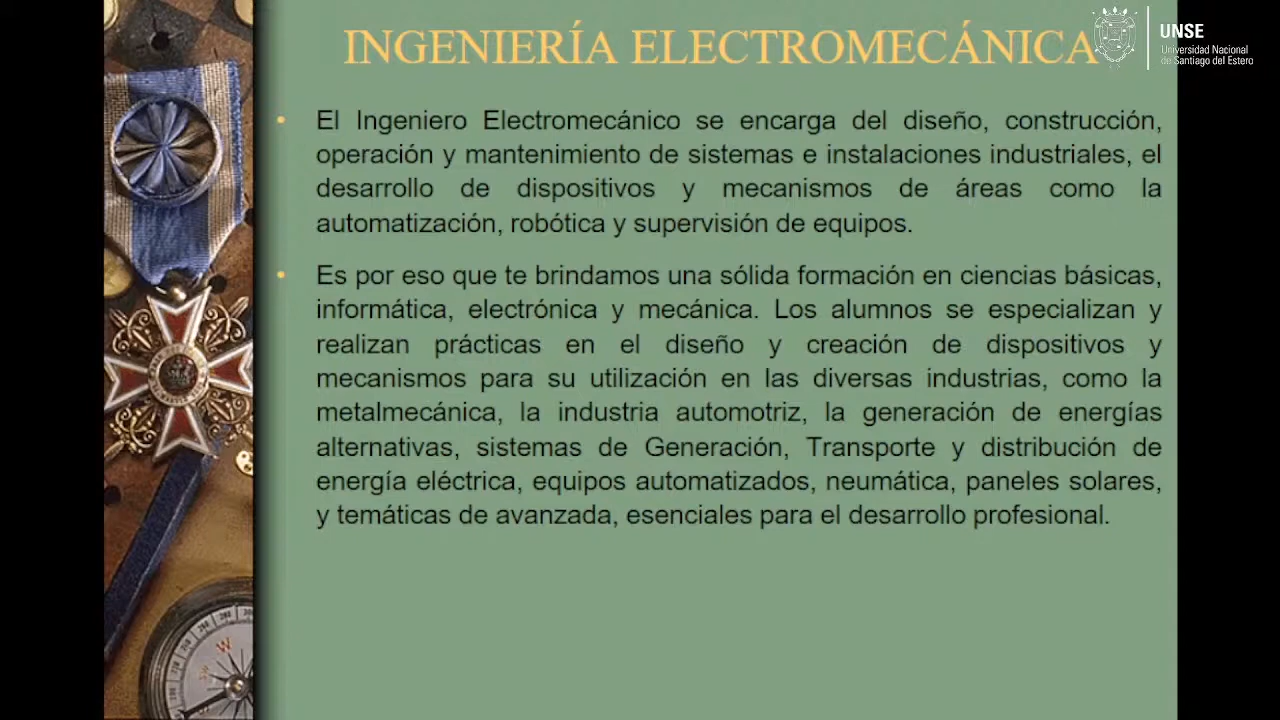 INGENIERÍA ELECTROMECÁNICA
UNSE
Universidad Nacional
de Santiago del Estero
• El Ingeniero Electromecánico se encarga del diseño, construcción,
operación y mantenimiento de sistemas e instalaciones industriales, el
desarrollo de dispositivos y mecanismos de áreas como la
automatización, robótica y supervisión de equipos.
• Es por eso que te brindamos una sólida formación en ciencias básicas,
informática, electrónica y mecánica. Los alumnos se especializan y
realizan prácticas en el diseño y creación de dispositivos y
mecanismos para su utilización en las diversas industrias, como la
metalmecánica, la industria automotriz, la generación de energías
alternativas, sistemas de Generación, Transporte y distribución de
energía eléctrica, equipos automatizados, neumática, paneles solares,
y temáticas de avanzada, esenciales para el desarrollo profesional.
W